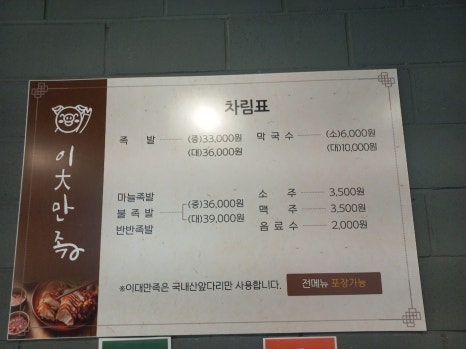 이大만족
차림표
족 발 (중)33,000원
(대)36,000원
막 국 수 (소)6,000원
(대)10,000원
마늘족발
불 족 발
반반족발
(중)36,000원
(대)39,000원
소 주 3,500원
맥 주 3,500원
음 료 수 2,000원
※이대만족은 국내산앞다리만 사용합니다.
전메뉴 포장가능